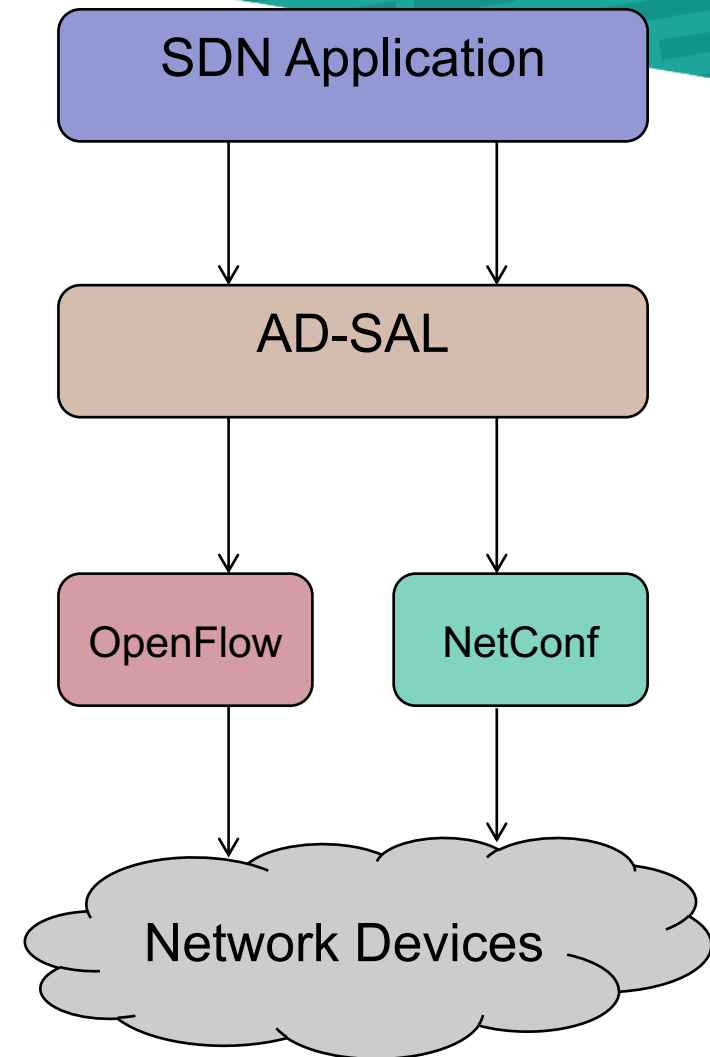 SDN Application
AD-SAL
OpenFlow
NetConf
Network Devices